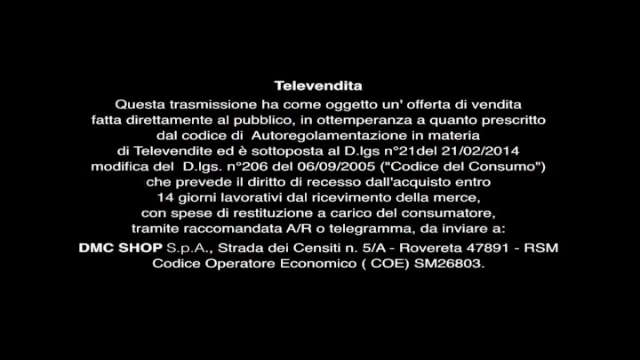 Televendita
Questa trasmissione ha come oggetto un' offerta di vendita
fatta direttamente al pubblico, in ottemperanza a quanto prescritto
dal codice di  Autoregolamentazione in materia
di Televendite ed è sottoposta al D.lgs n°21del 21/02/2014
modifica del  D.lgs. n°206 del 06/09/2005 ("Codice del Consumo")
che prevede il diritto di recesso dall'acquisto entro
14 giorni lavorativi dal ricevimento della merce,
con spese di restituzione a carico del consumatore,
tramite raccomandata A/R o telegramma, da inviare a:
DMC SHOP S.p.A., Strada dei Censiti n. 5/A - Rovereta 47891 - RSM
Codice Operatore Economico ( COE) SM26803.